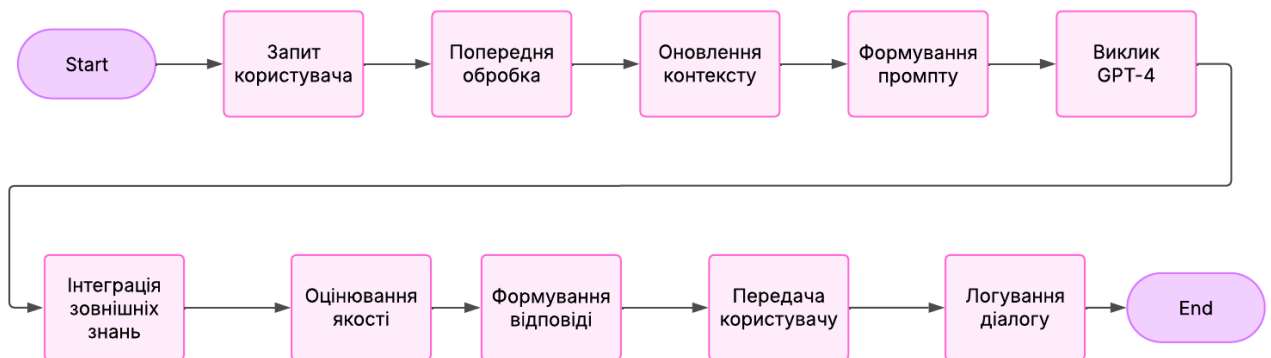 Start
Запит
користувача
Попередня
обробка
Оновлення
контексту
Формування
промпту
Виклик
GPT-4
Інтеграція
зовнішніх
знань
Оцінювання
якості
Формування
відповіді
Передача
користувачу
Логування
діалогу
End